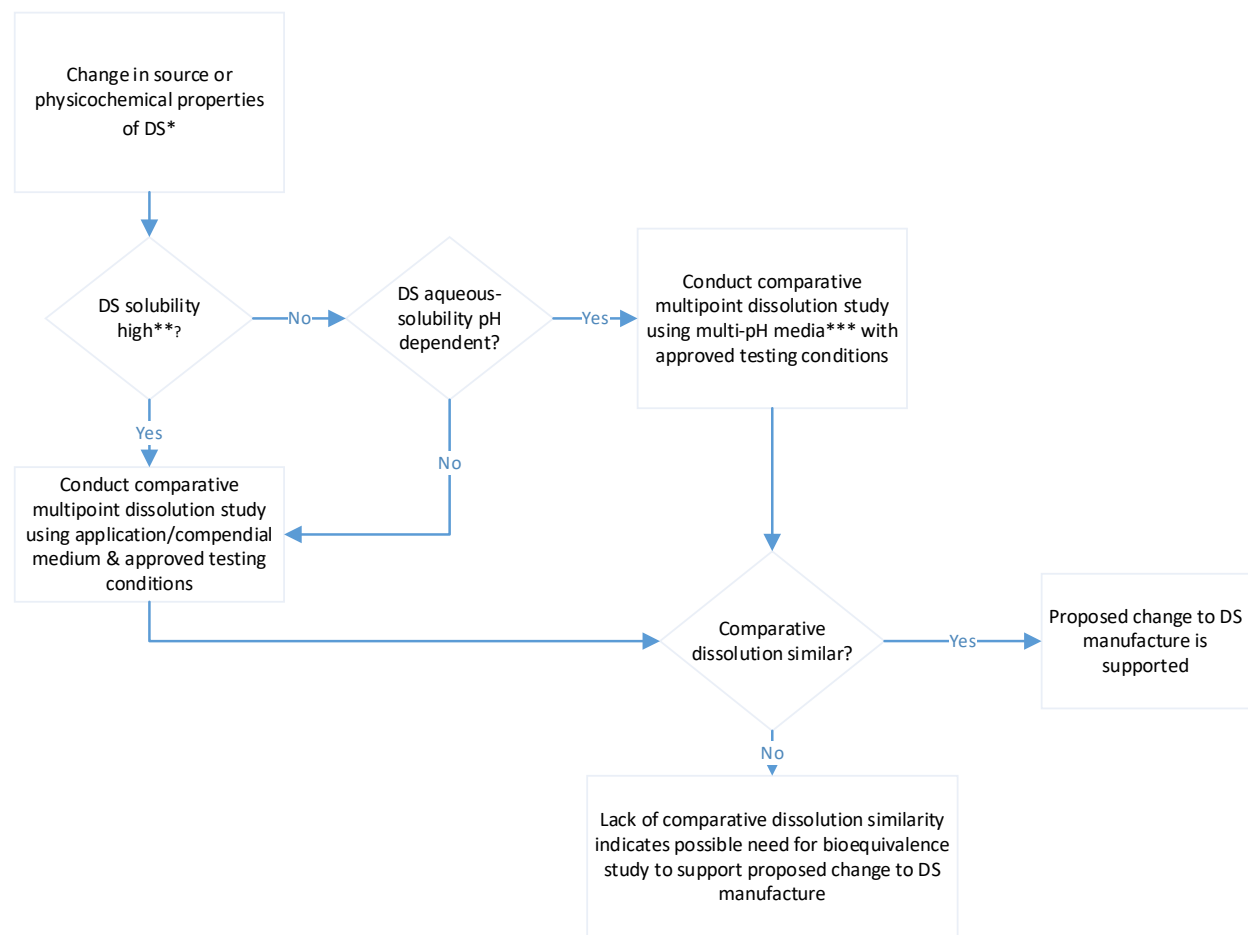 Change in source or
physicochemical properties
of DS*
DS solubility
high**?
No
DS aqueous-
solubility pH
dependent?
Yes
Conduct comparative
multipoint dissolution study
using multi-pH media*** with
approved testing conditions
Yes
No
Conduct comparative
multipoint dissolution study
using application/compendial
medium & approved testing
conditions
Comparative
dissolution similar?
Yes
Proposed change to DS
manufacture is
supported
No
Lack of comparative dissolution similarity
indicates possible need for bioequivalence
study to support proposed change to DS
manufacture